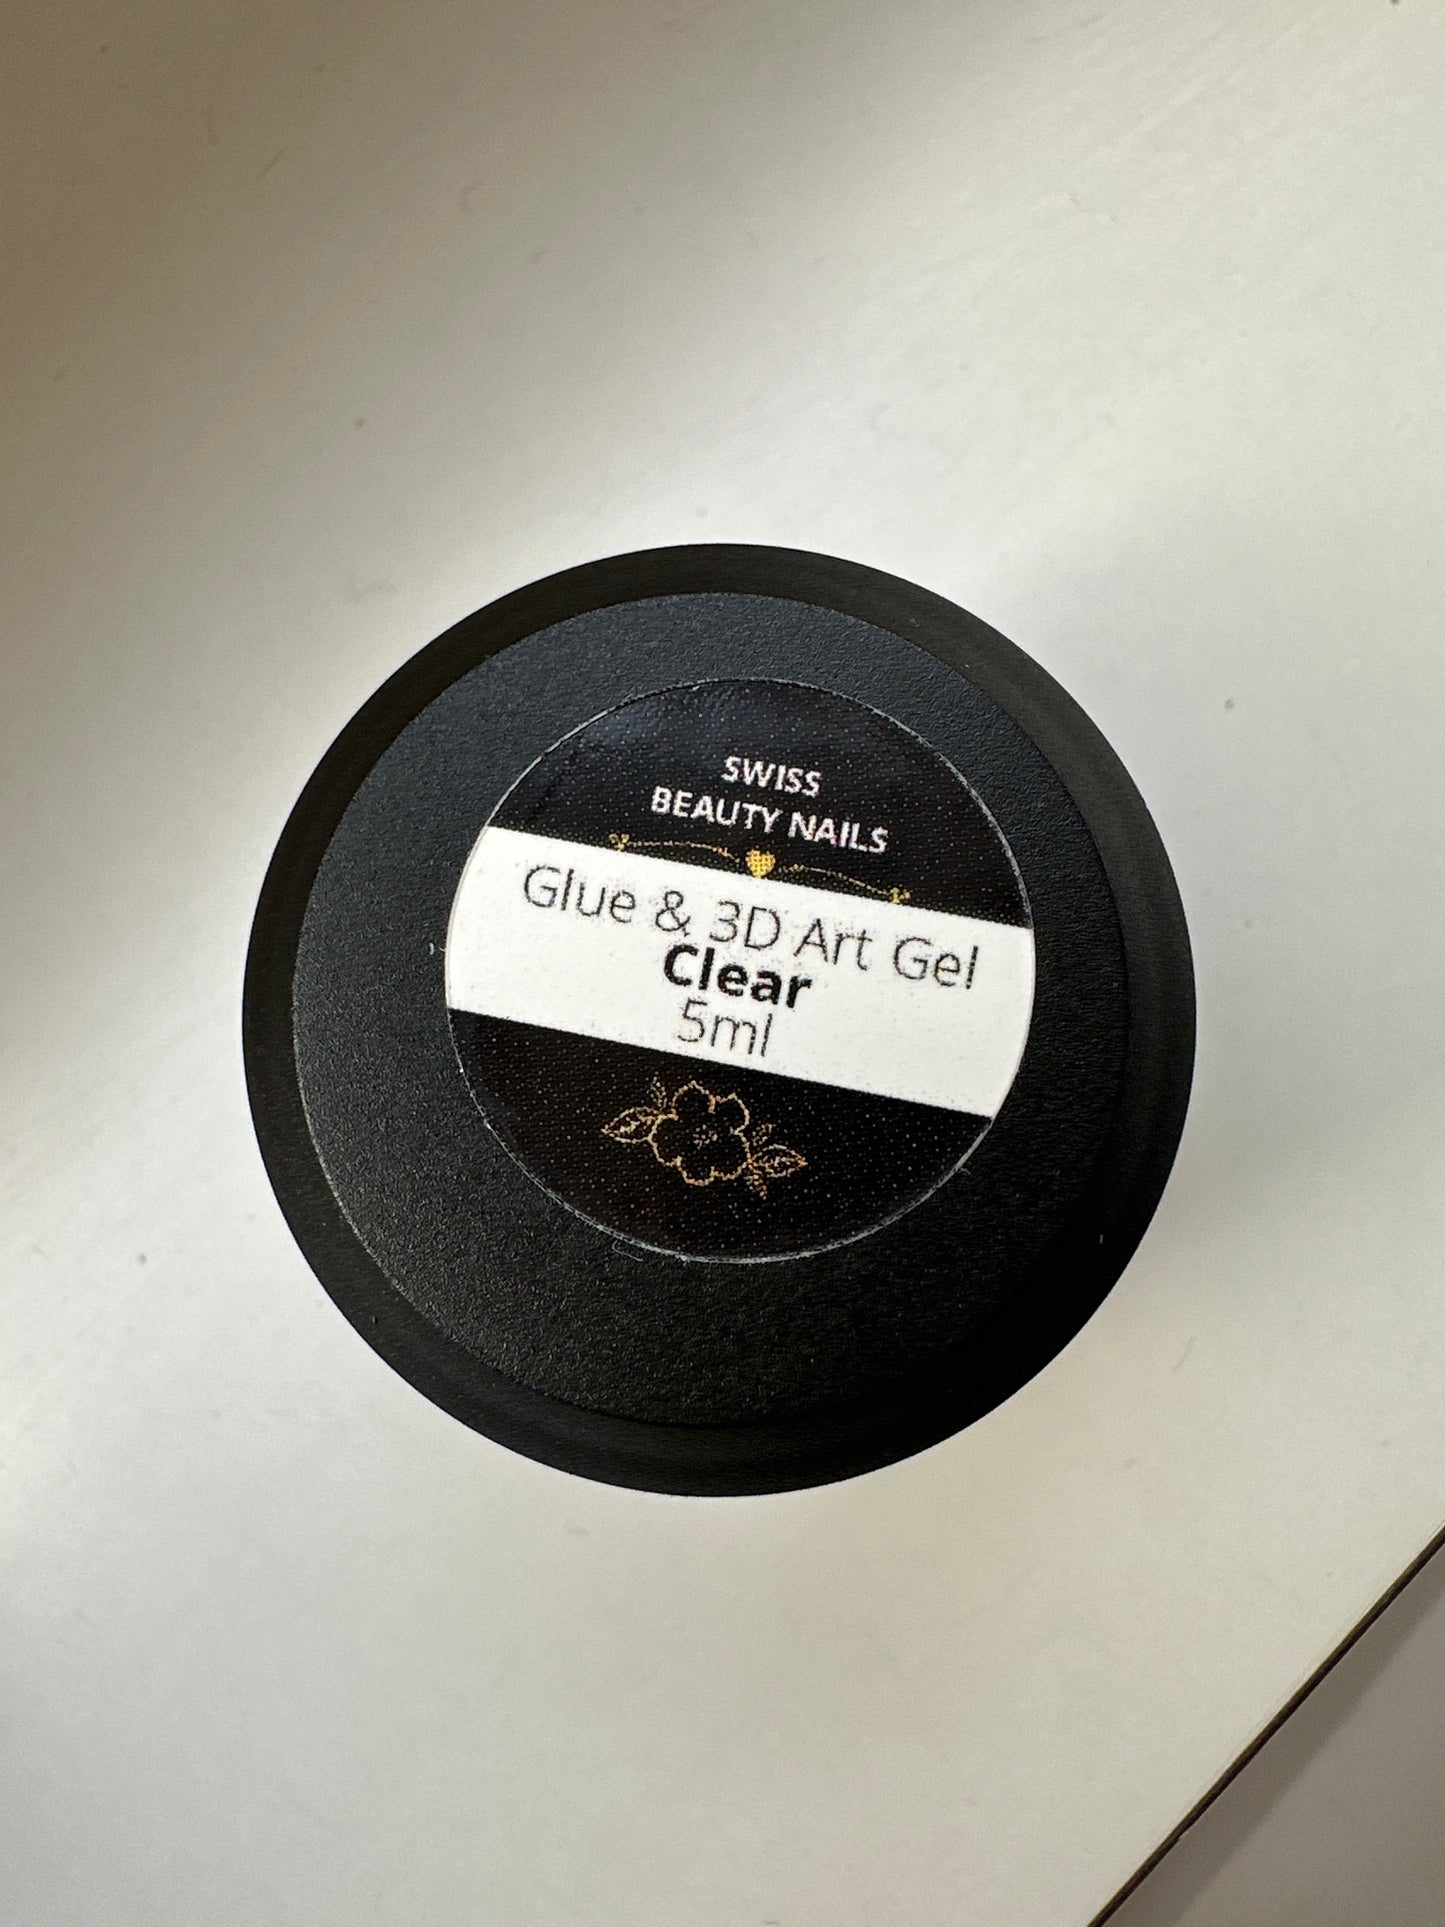 SWISS
BEAUTY NAILS
Glue & 3D Art Gel
Clear
5ml